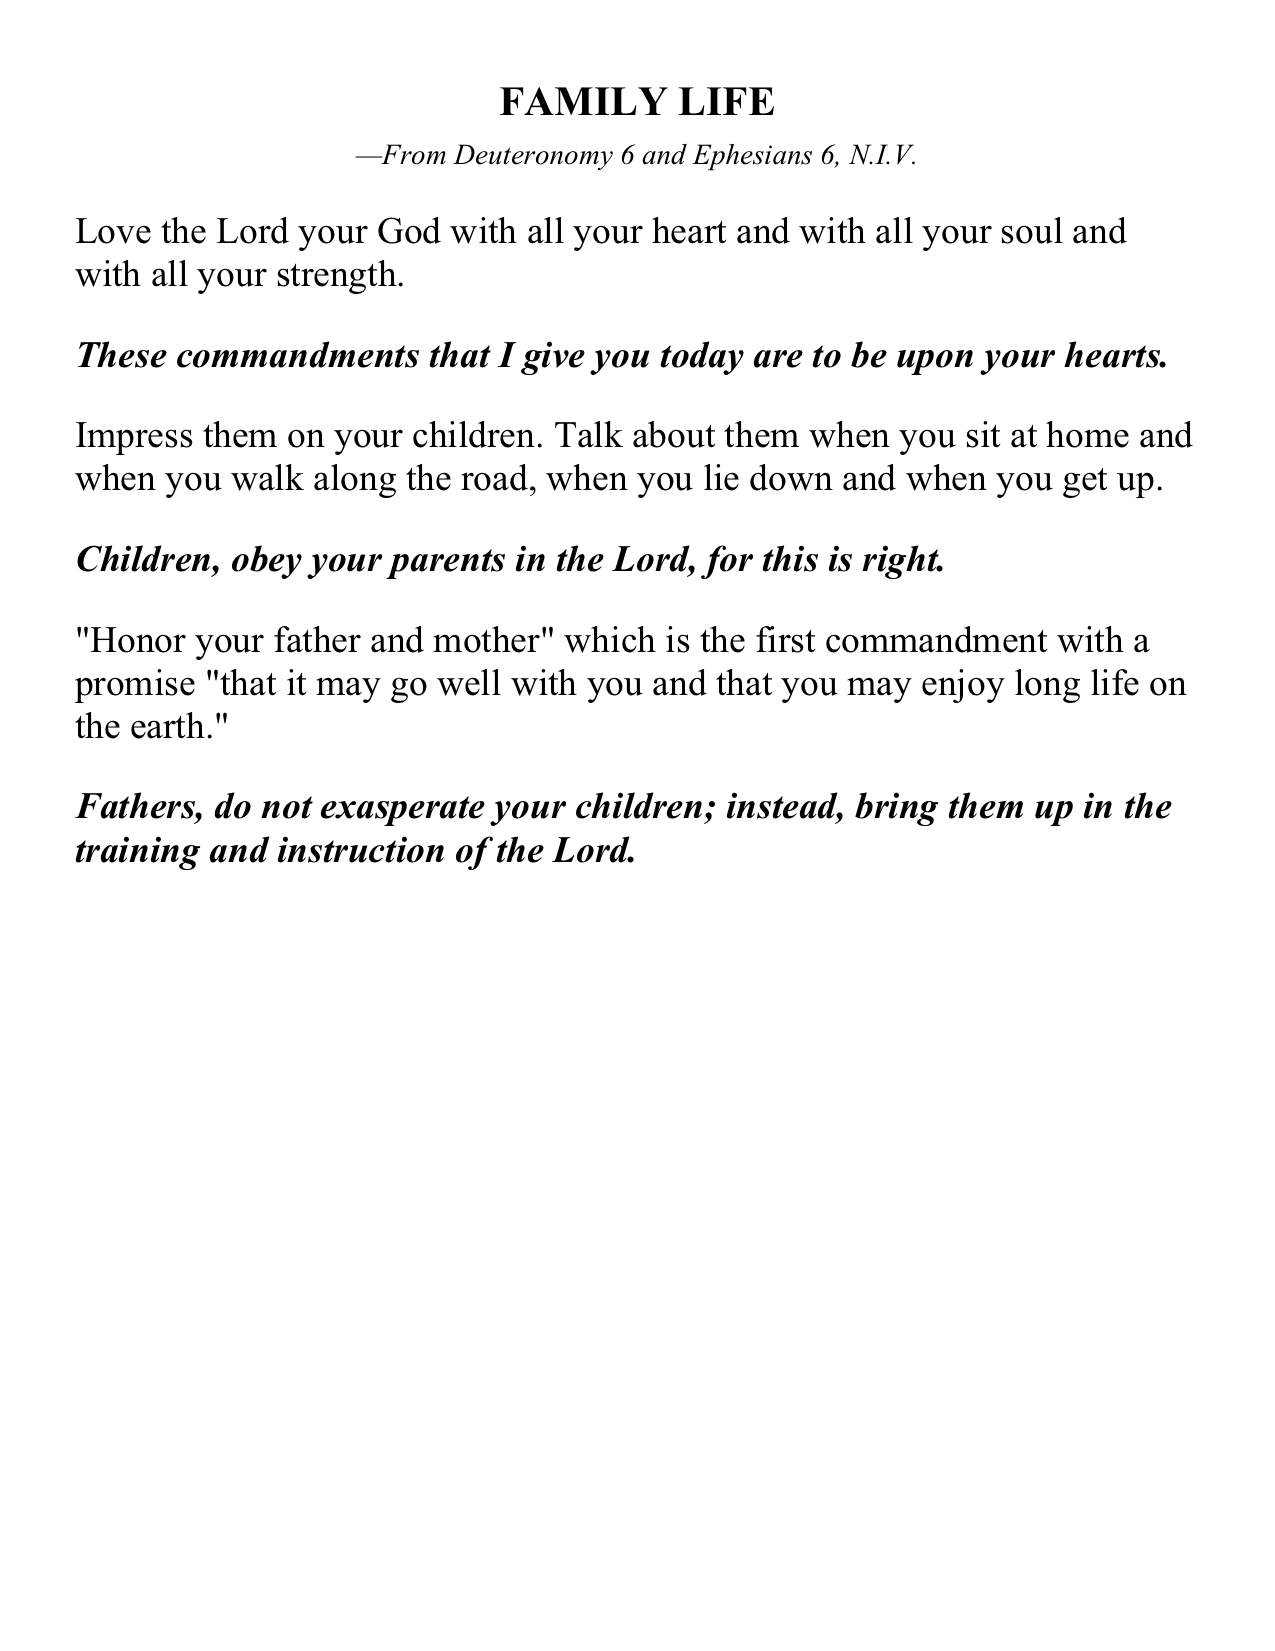 FAMILY LIFE
—From Deuteronomy 6 and Ephesians 6, N.I.V.
Love the Lord your God with all your heart and with all your soul and
with all your strength.
These commandments that I give you today are to be upon your hearts.
Impress them on your children. Talk about them when you sit at home and
when you walk along the road, when you lie down and when you get up.
Children, obey your parents in the Lord, for this is right.
"Honor your father and mother" which is the first commandment with a
promise "that it may go well with you and that you may enjoy long life on
the earth."
Fathers, do not exasperate your children; instead, bring them up in the
training and instruction of the Lord.